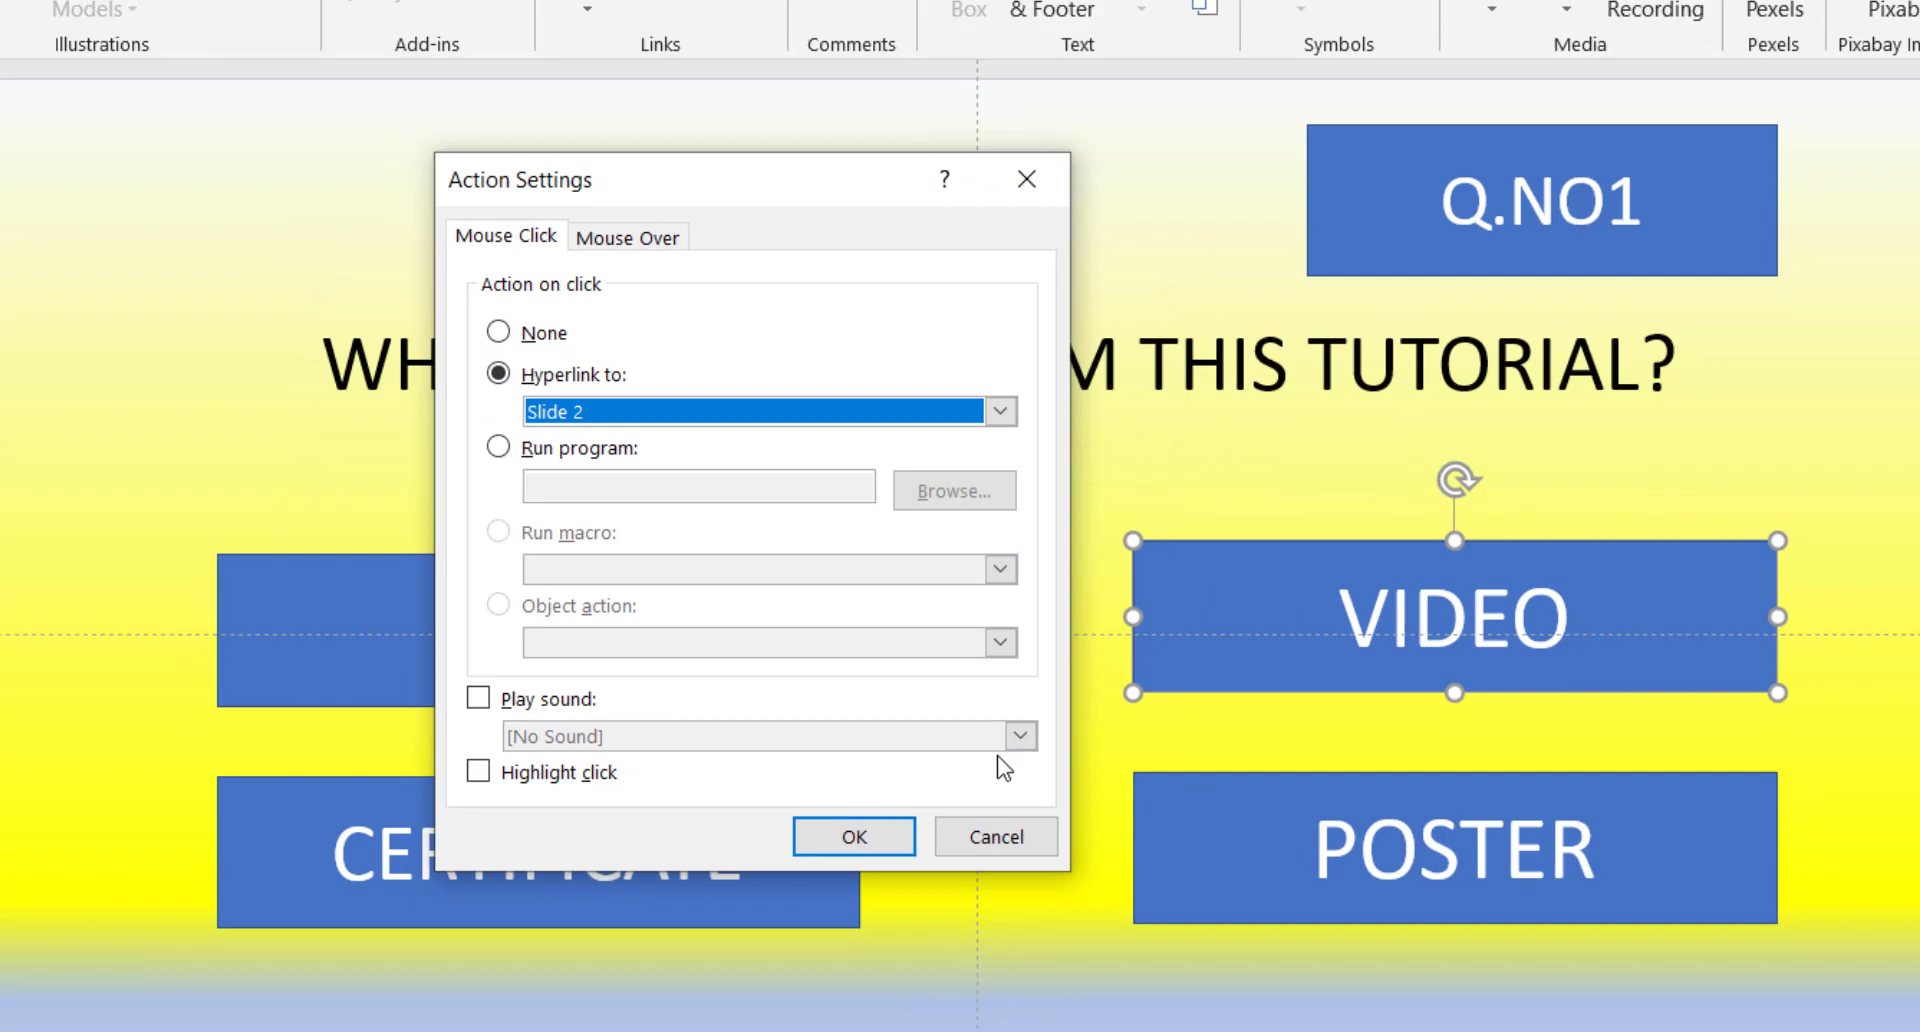 Models
Box & Footer Recording Pexels Pixab
Illustrations Add-ins Links Comments Text Symbols Media Pexels Pixabay Im
Q.NO1
WH M THIS TUTORIAL?
Action Settings ?
Mouse Click Mouse Over
Action on click
None
Hyperlink to:
Slide 2
Run program:
Browse...
Run macro:
Object action:
Play sound:
[No Sound]
Highlight click
OK Cancel
VIDEO
CERTIFICATE
POSTER